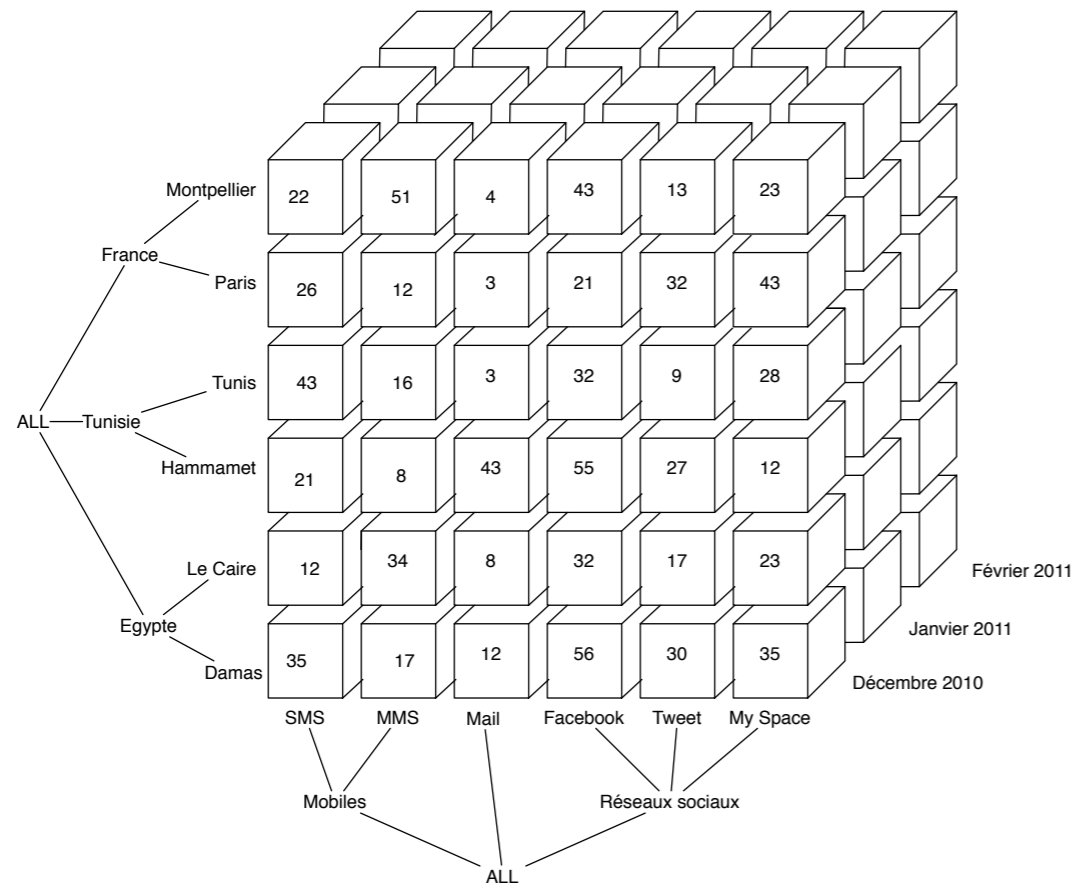 Montpellier 22 51 4 43 13 23
France
Paris 26 12 3 21 32 43
Tunis 43 16 3 32 9 28
ALL Tunisie
Hammamet 21 8 43 55 27 12
Le Caire 12 34 8 32 17 23
Février 2011
Egypte
Janvier 2011
Damas 35 17 12 56 30 35
Décembre 2010
SMS MMS Mail Facebook Tweet My Space
Mobiles Réseaux sociaux
ALL